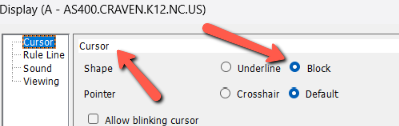 Display (A - AS400.CRAVEN.K12.NC.US)
Cursor
Rule Line
Sound
Viewing
Cursor
Shape Underline Block
Pointer Crosshair Default
Allow blinking cursor